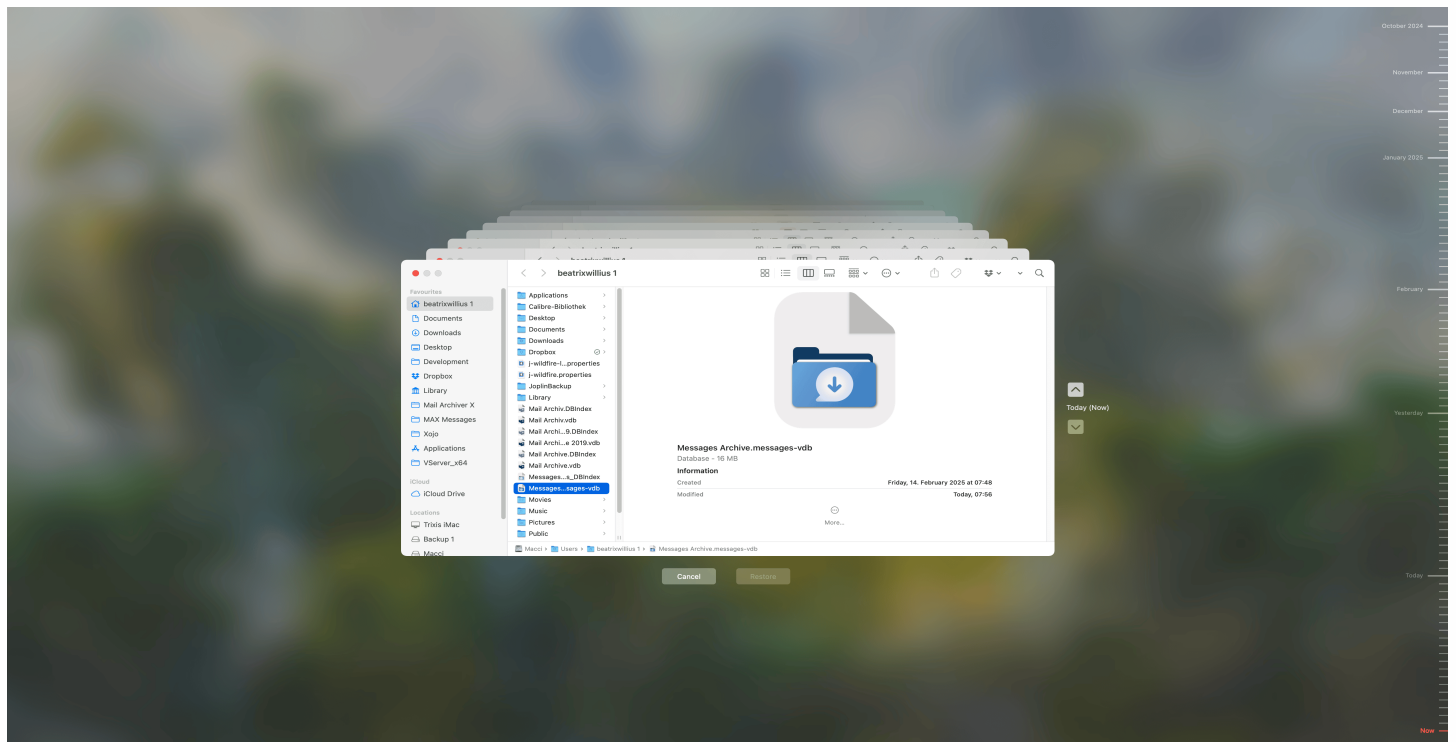 October 2024
November
December
January 2025
February
Yesterday
Today
Now
beatrixwillius 1
Favourites
beatrixwillius 1
Documents
Downloads
Desktop
Development
Dropbox
Library
Mail Archiver X
MAX Messages
Xojo
Applications
VServer_x64
iCloud
iCloud Drive
Locations
Trixis iMac
Backup 1
Macci
Applications
Calibre-Bibliothek
Desktop
Documents
Downloads
Dropbox
j-wildfire-l...properties
j-wildfire.properties
JoplinBackup
Library
Mail Archiv.DBIndex
Mail Archiv.vdb
Mail Archi...9.DBIndex
Mail Archi...e 2019.vdb
Mail Archive.DBIndex
Mail Archive.vdb
Messages...s_DBIndex
Messages...sages-vdb
Movies
Music
Pictures
Public
Messages Archive.messages-vdb
Database - 16 MB
Information
Created Friday, 14. February 2025 at 07:48
Modified Today, 07:56
More...
Macci › Users › beatrixwillius 1 › Messages Archive.messages-vdb
Today (Now)
Cancel Restore